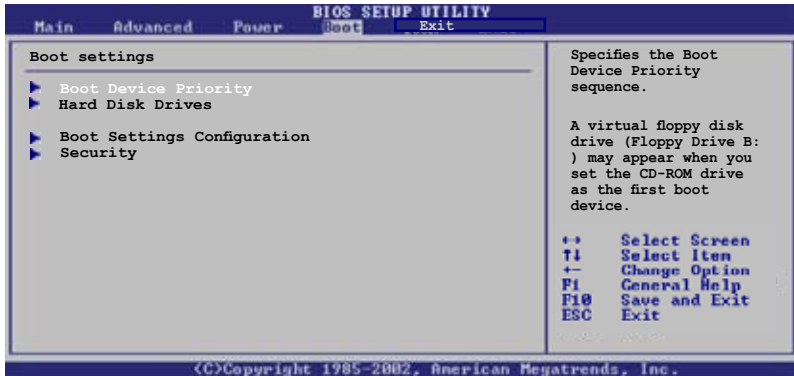 BIOS SETUP UTILITY
Main Advanced Power Boot Exit
Boot settings
Boot Device Priority
Hard Disk Drives
Boot Settings Configuration
Security
Specifies the Boot
Device Priority
sequence.
A virtual floppy disk
drive (Floppy Drive B:
) may appear when you
set the CD-ROM drive
as the first boot
device.
↔ Select Screen
↑↓ Select Item
+- Change Option
F1 General Help
F10 Save and Exit
ESC Exit
(C)Copyright 1985-2002, American Megatrends, Inc.